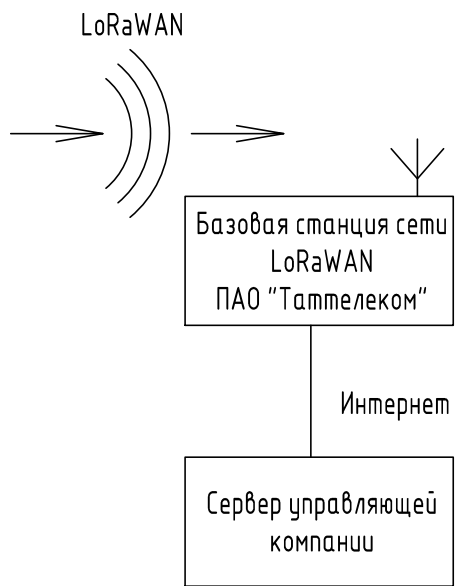 LoRaWAN
Базовая станция сети
LoRaWAN
ПАО "Таттелеком"
Интернет
Сервер управляющей
компании